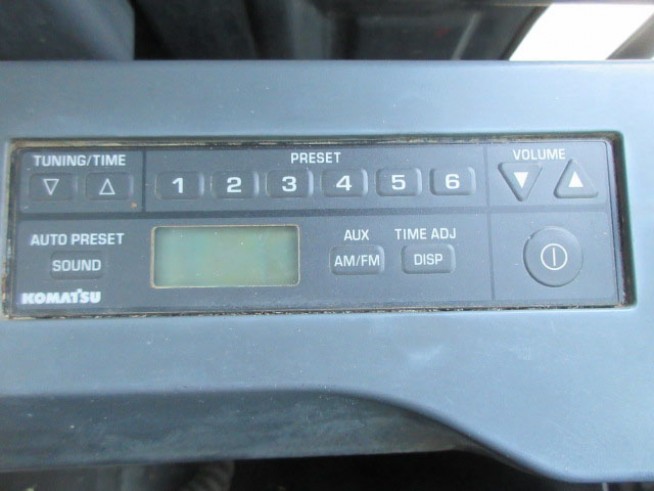 TUNING/TIME
PRESET
VOLUME
1 2 3 4 5 6
AUTO PRESET
SOUND
AUX
AM/FM
TIME ADJ
DISP
KOMATSU